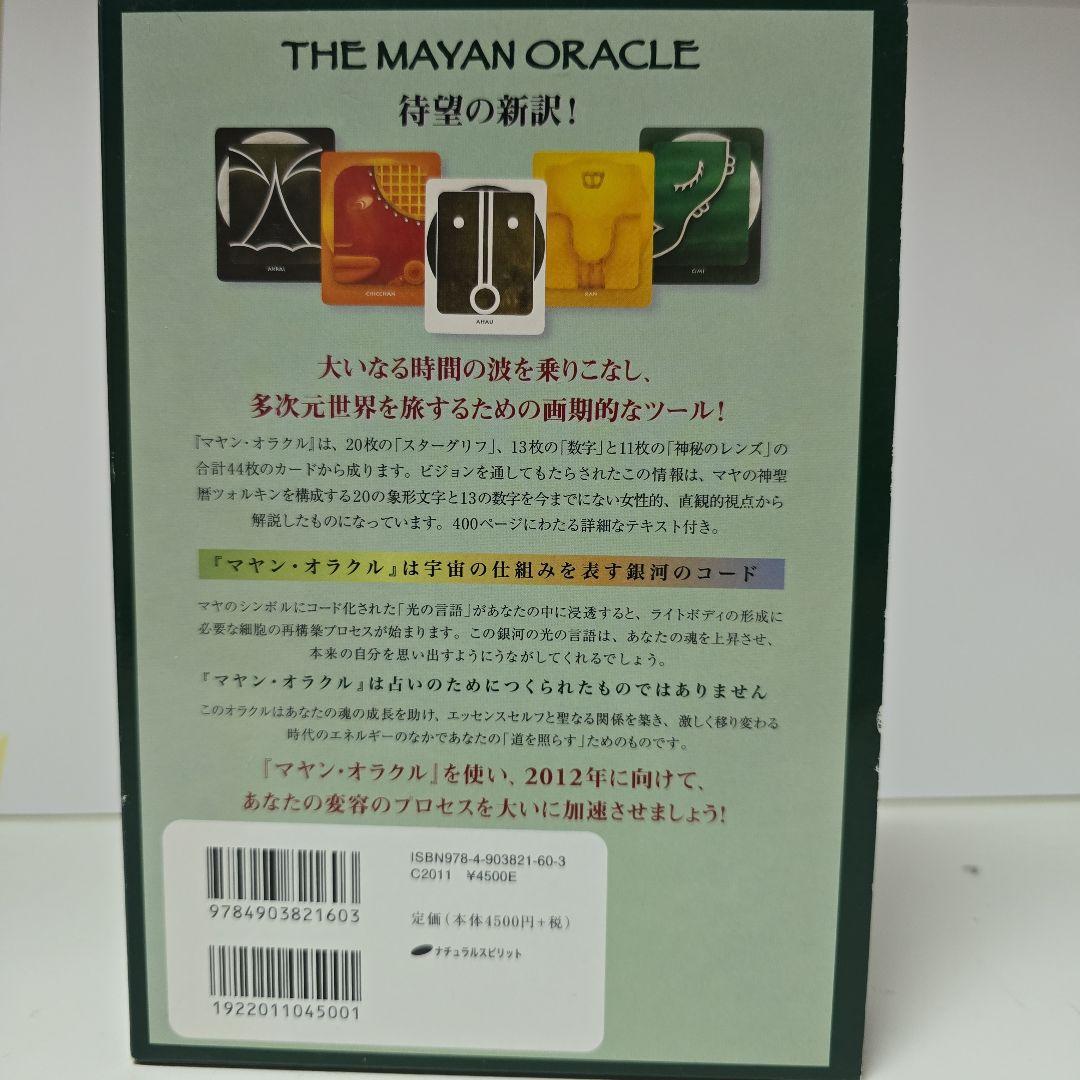 THE MAYAN ORACLE
待望の新訳!
AKBAL
CHICCHAN
AHAU
KAN
CIMI
大いなる時間の波を乗りこなし、
多次元世界を旅するための画期的なツール!
『マヤン・オラクル』は、20枚の「スターグリフ」、13枚の「数字」と11枚の「神秘のレンズ」の
合計44枚のカードから成ります。ビジョンを通してもたらされたこの情報は、マヤの神聖
暦ツォルキンを構成する20の象形文字と13の数字を今までにない女性的、直観的視点から
解説したものになっています。400ページにわたる詳細なテキスト付き。
『マヤン・オラクル』は宇宙の仕組みを表す銀河のコード
マヤのシンボルにコード化された「光の言語」があなたの中に浸透すると、ライトボディの形成に
必要な細胞の再構築プロセスが始まります。この銀河の光の言語は、あなたの魂を上昇させ、
本来の自分を思い出すようにうながしてくれるでしょう。
『マヤン・オラクル』は占いのためにつくられたものではありません
このオラクルはあなたの魂の成長を助け、エッセンスセルフと聖なる関係を築き、激しく移り変わる
時代のエネルギーのなかであなたの「道を照らす」ためのものです。
『マヤン・オラクル』を使い、2012年に向けて、
あなたの変容のプロセスを大いに加速させましょう!
ISBN978-4-903821-60-3
C2011 ¥4500E
9784903821603
定価(本体4500円+税)
ナチュラルスピリット
1922011045001